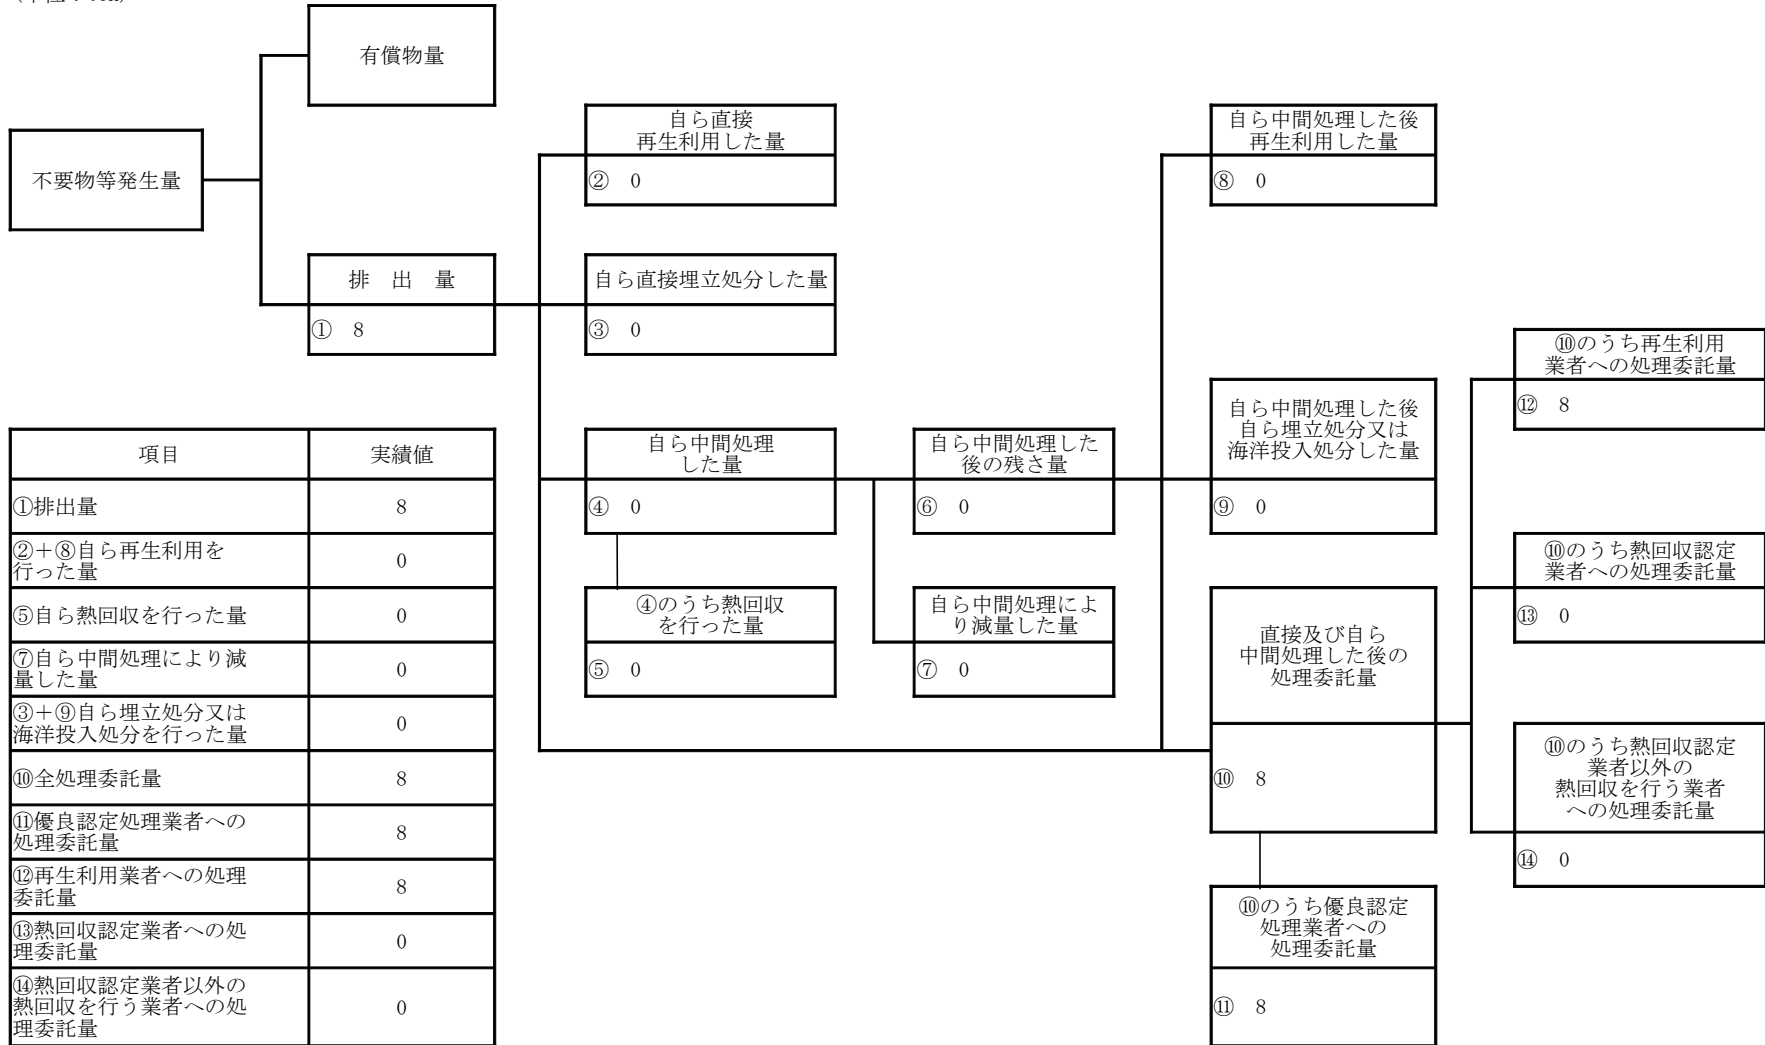 有償物量
不要物等発生量
排 出 量
① 8
自ら直接
再生利用した量
② 0
自ら直接埋立処分した量
③ 0
自ら中間処理
した量
④ 0
④のうち熱回収
を行った量
⑤ 0
自ら中間処理した
後の残さ量
⑥ 0
自ら中間処理によ
り減量した量
⑦ 0
自ら中間処理した後
再生利用した量
⑧ 0
自ら中間処理した後
自ら埋立処分又は
海洋投入処分した量
⑨ 0
直接及び自ら
中間処理した後の
処理委託量
⑩ 8
⑩のうち優良認定
処理業者への
処理委託量
⑪ 8
⑩のうち再生利用
業者への処理委託量
⑫ 8
⑩のうち熱回収認定
業者への処理委託量
⑬ 0
⑩のうち熱回収認定
業者以外の
熱回収を行う業者
への処理委託量
⑭ 0
項目 実績値
①排出量 8
②+⑧自ら再生利用を
行った量 0
⑤自ら熱回収を行った量 0
⑦自ら中間処理により減
量した量 0
③+⑨自ら埋立処分又は
海洋投入処分を行った量 0
⑩全処理委託量 8
⑪優良認定処理業者への
処理委託量 8
⑫再生利用業者への処理
委託量 8
⑬熱回収認定業者への処
理委託量 0
⑭熱回収認定業者以外の
熱回収を行う業者への処
理委託量 0